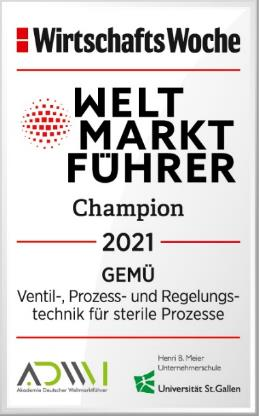 WirtschaftsWoche
WELT
MARKT
FÜHRER
Champion
2021
GEMÜ
Ventil-, Prozess- und Regelungs-
technik für sterile Prozesse
ADWM
Akademie Deutscher Weltmarktführer
Henri B. Meier
Unternehmerschule
Universität St.Gallen